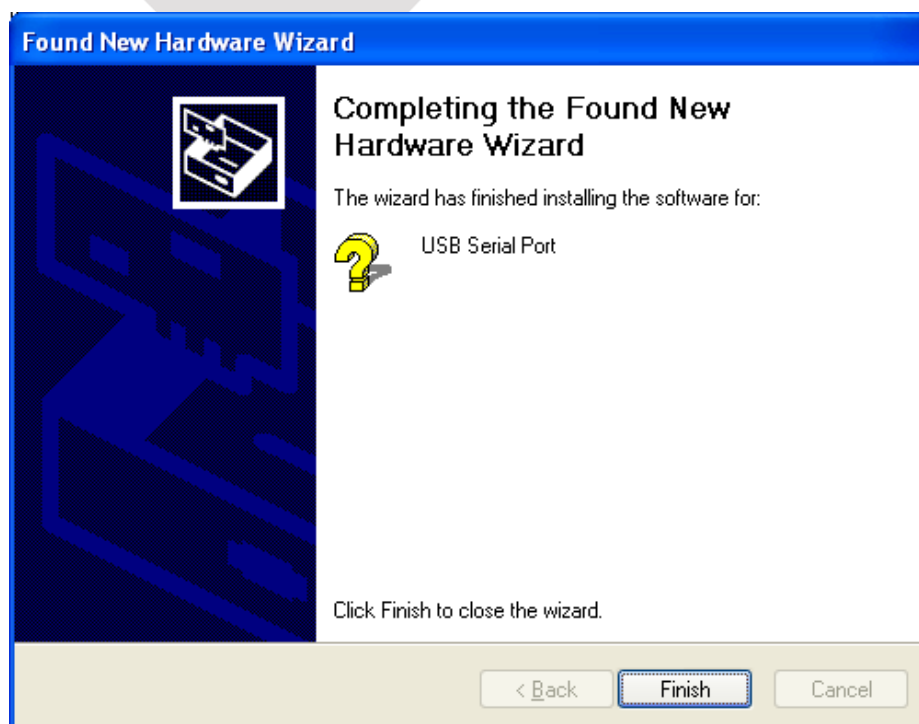 Found New Hardware Wizard
Completing the Found New
Hardware Wizard
The wizard has finished installing the software for:
USB Serial Port
Click Finish to close the wizard.
< Back
Finish
Cancel